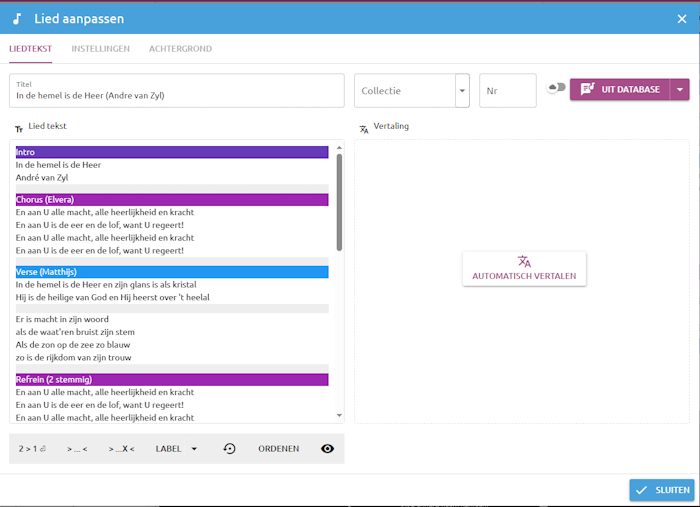 Lied aanpassen
LIEDTEKST
INSTELLINGEN
ACHTERGROND
Titel
In de hemel is de Heer (Andre van Zyl)
Collectie
Nr
UIT DATABASE
Lied tekst
Vertaling
Intro
In de hemel is de Heer
André van Zyl
Chorus (Elvera)
En aan U alle macht, alle heerlijkheid en kracht
En aan U is de eer en de lof, want U regeert!
En aan U alle macht, alle heerlijkheid en kracht
En aan U is de eer en de lof, want U regeert!
Verse (Matthijs)
In de hemel is de Heer en zijn glans is als kristal
Hij is de heilige van God en Hij heerst over 't heelal
Er is macht in zijn woord
als de waat'ren bruist zijn stem
Als de zon op de zee zo blauw
zo is de rijkdom van zijn trouw
Refrein (2 stemmig)
En aan U alle macht, alle heerlijkheid en kracht
En aan U is de eer en de lof, want U regeert!
En aan U alle macht, alle heerlijkheid en kracht
AUTOMATISCH VERTALEN
2 > 1
> ... <
> ...X <
LABEL
ORDENEN
SLUITEN